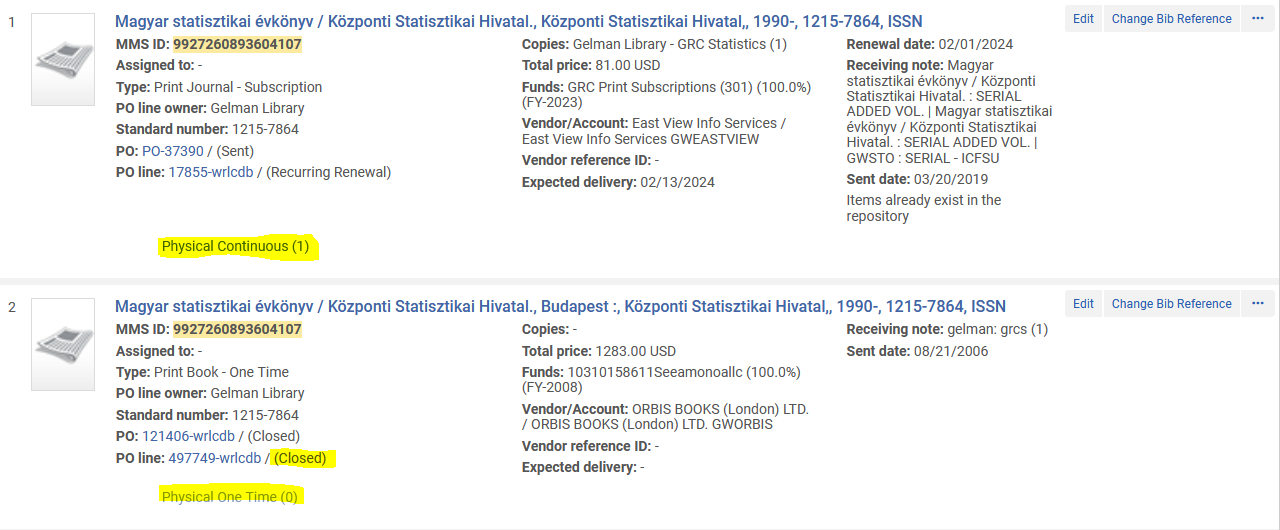 1
Magyar statisztikai évkönyv / Központi Statisztikai Hivatal., Központi Statisztikai Hivatal,, 1990-, 1215-7864, ISSN
Edit
Change Bib Reference
...
MMS ID: 9927260893604107
Assigned to: -
Type: Print Journal - Subscription
PO line owner: Gelman Library
Standard number: 1215-7864
PO: PO-37390 / (Sent)
PO line: 17855-wrlcdb / (Recurring Renewal)
Copies: Gelman Library - GRC Statistics (1)
Total price: 81.00 USD
Funds: GRC Print Subscriptions (301) (100.0%)
(FY-2023)
Vendor/Account: East View Info Services /
East View Info Services GWEASTVIEW
Vendor reference ID: -
Expected delivery: 02/13/2024
Renewal date: 02/01/2024
Receiving note: Magyar
statisztikai évkönyv / Központi
Statisztikai Hivatal. : SERIAL
ADDED VOL. | Magyar statisztikai
évkönyv / Központi Statisztikai
Hivatal. : SERIAL ADDED VOL. |
GWSTO : SERIAL - ICFSU
Sent date: 03/20/2019
Items already exist in the
repository
Physical Continuous (1)
2
Magyar statisztikai évkönyv / Központi Statisztikai Hivatal., Budapest :, Központi Statisztikai Hivatal,, 1990-, 1215-7864, ISSN
Edit
Change Bib Reference
...
MMS ID: 9927260893604107
Assigned to: -
Type: Print Book - One Time
PO line owner: Gelman Library
Standard number: 1215-7864
PO: 121406-wrlcdb / (Closed)
PO line: 497749-wrlcdb / (Closed)
Copies: -
Total price: 1283.00 USD
Funds: 10310158611Seeamonoallc (100.0%)
(FY-2008)
Vendor/Account: ORBIS BOOKS (London) LTD.
/ ORBIS BOOKS (London) LTD. GWORBIS
Vendor reference ID: -
Expected delivery: -
Receiving note: gelman: grcs (1)
Sent date: 08/21/2006
Physical One Time (0)